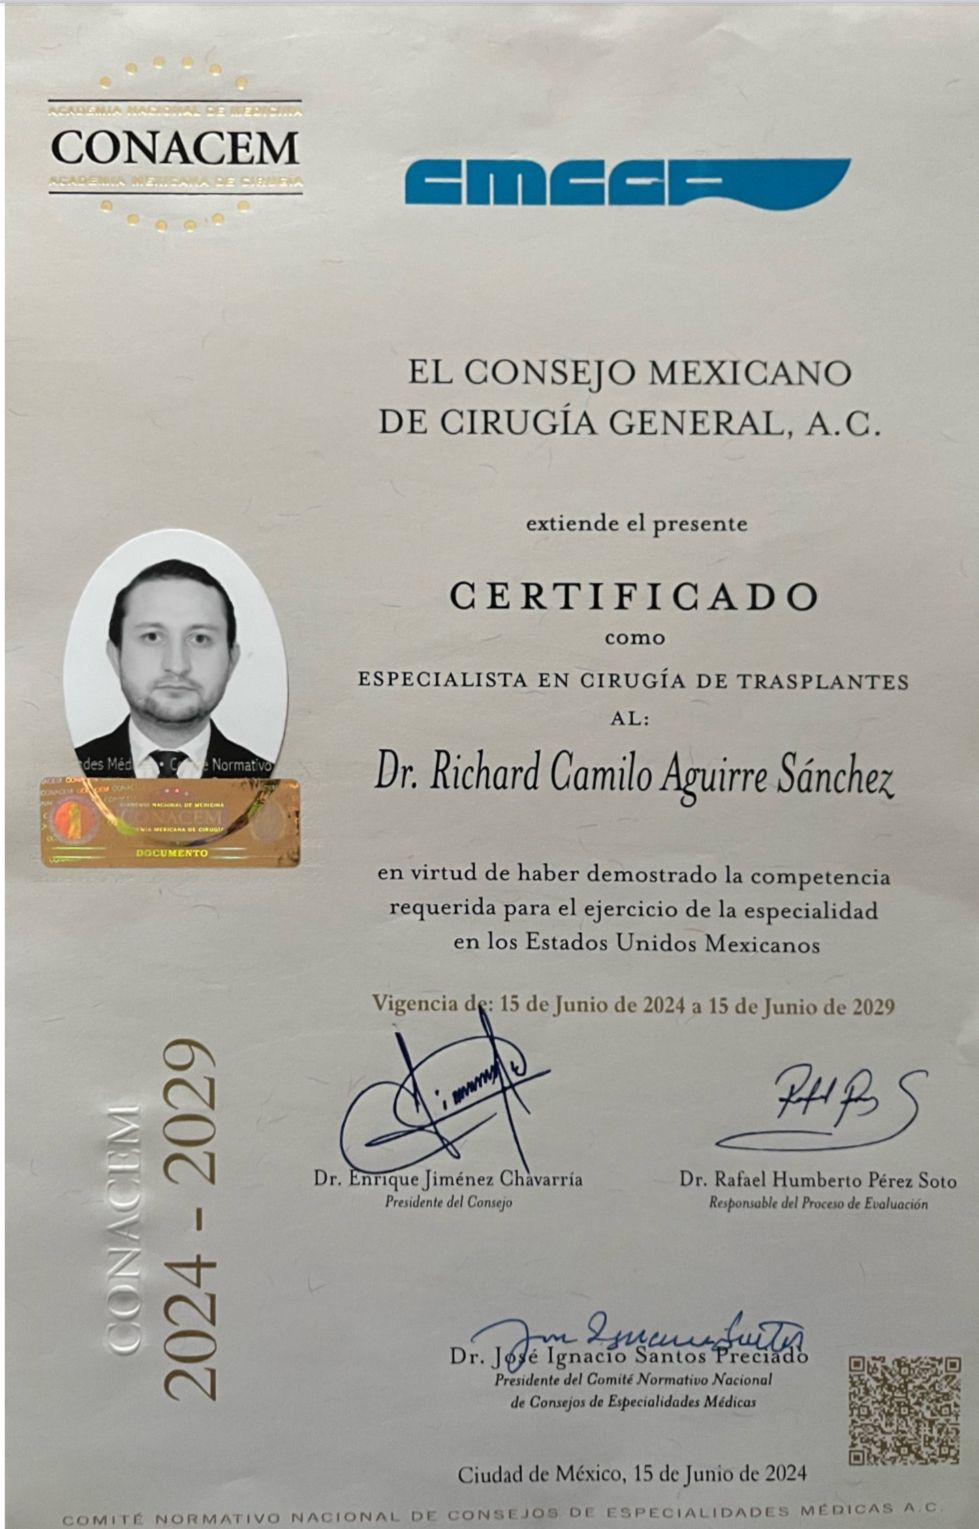 ACADEMIA NACIONAL DE MEDICINA
CONACEM
ACADEMIA MEXICANA DE CIRUGÍA
CMCG
EL CONSEJO MEXICANO
DE CIRUGÍA GENERAL, A.C.
extiende el presente
CERTIFICADO
como
ESPECIALISTA EN CIRUGÍA DE TRASPLANTES
AL:
Dr. Richard Camilo Aguirre Sánchez
des Méd • Normativo
CONACEM
DOCUMENTO
en virtud de haber demostrado la competencia
requerida para el ejercicio de la especialidad
en los Estados Unidos Mexicanos
Vigencia de: 15 de Junio de 2024 a 15 de Junio de 2029
CONACEM
2024 - 2029
Dr. Enrique Jiménez Chavarría
Presidente del Consejo
Dr. Rafael Humberto Pérez Soto
Responsable del Proceso de Evaluación
Dr. José Ignacio Santos Preciado
Presidente del Comité Normativo Nacional
de Consejos de Especialidades Médicas
Ciudad de México, 15 de Junio de 2024
COMITÉ NORMATIVO NACIONAL DE CONSEJOS DE ESPECIALIDADES MÉDICAS A.C.